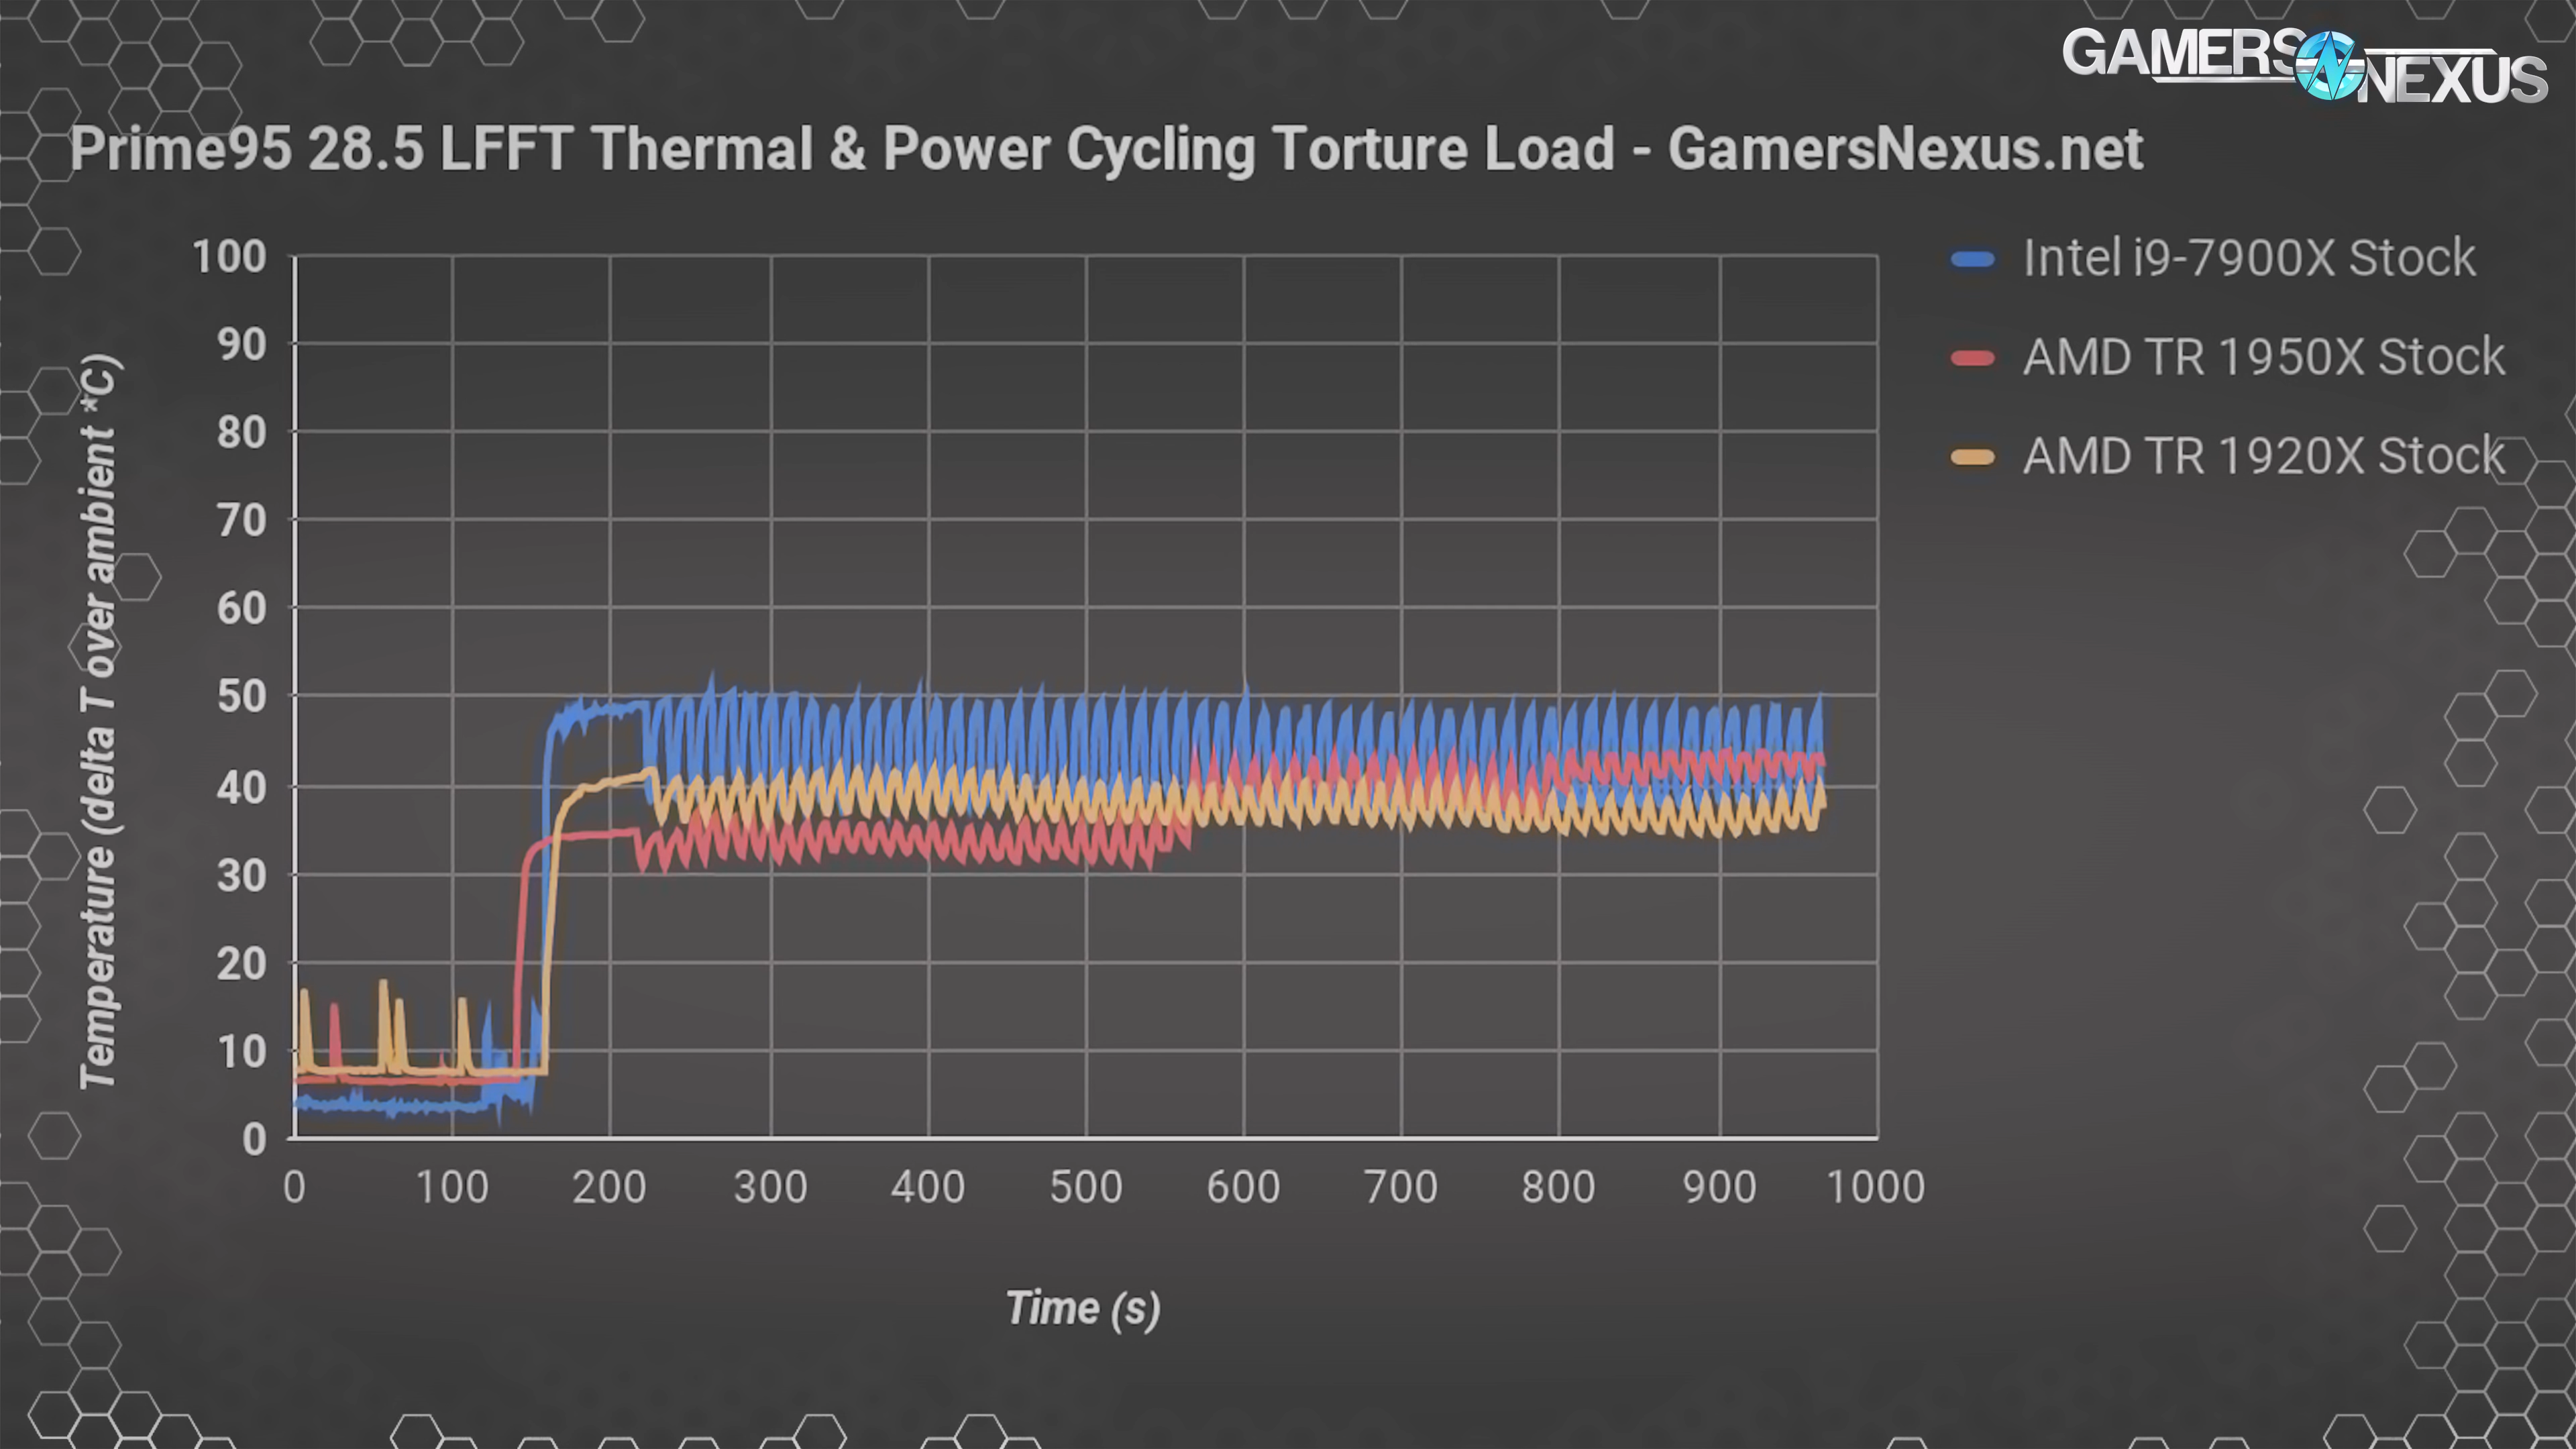 GAMERS NEXUS
Prime95 28.5 LFFT Thermal & Power Cycling Torture Load - GamersNexus.net
Intel i9-7900X Stock
AMD TR 1950X Stock
AMD TR 1920X Stock
Temperature (delta T over ambient *C)
100
90
80
70
60
50
40
30
20
10
0
0 100 200 300 400 500 600 700 800 900 1000
Time (s)